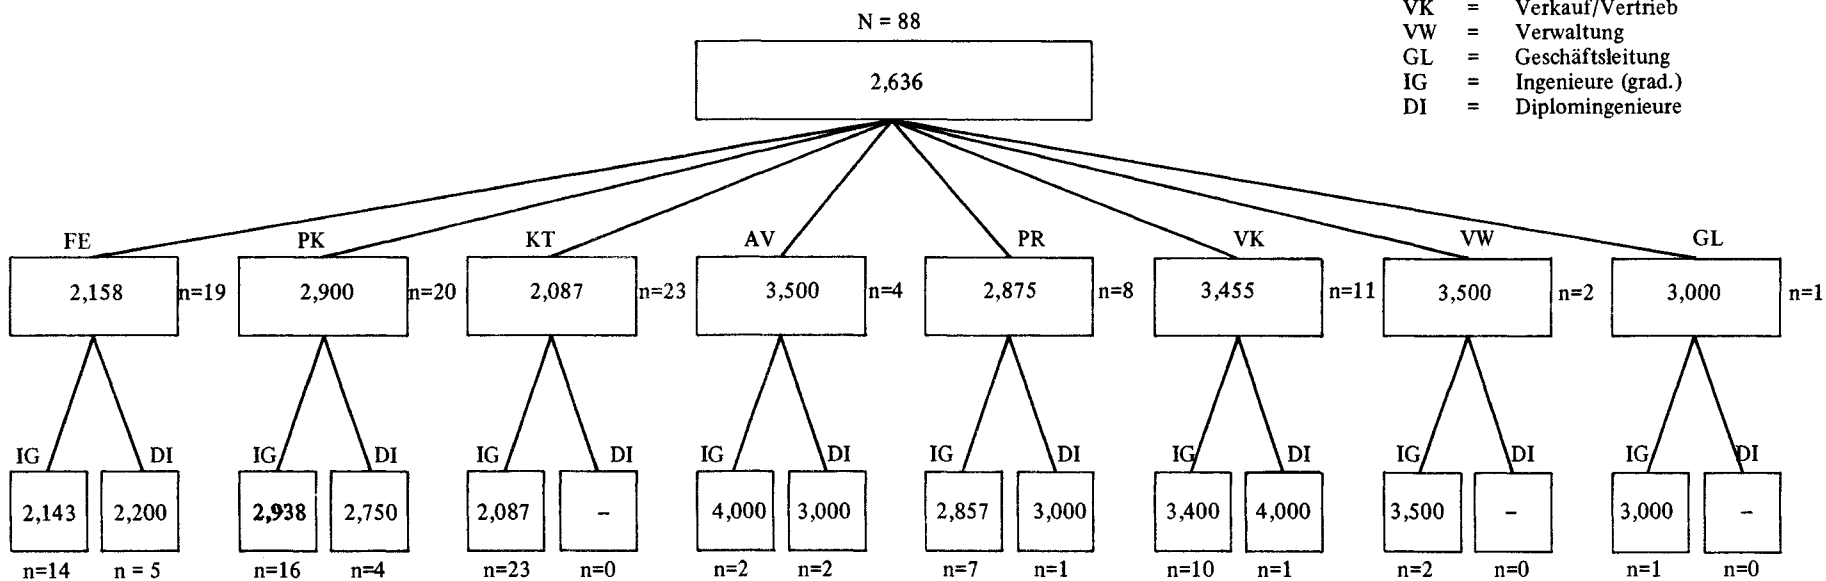 VK = Verkauf/Vertrieb
VW = Verwaltung
GL = Geschäftsleitung
IG = Ingenieure (grad.)
DI = Diplomingenieure
N = 88
2,636
FE PK KT AV PR VK VW GL
2,158 n=19 2,900 n=20 2,087 n=23 3,500 n=4 2,875 n=8 3,455 n=11 3,500 n=2 3,000 n=1
IG DI IG DI IG DI IG DI IG DI IG DI IG DI IG DI
2,143 2,200 2,938 2,750 2,087 – 4,000 3,000 2,857 3,000 3,400 4,000 3,500 – 3,000 –
n=14 n = 5 n=16 n=4 n=23 n=0 n=2 n=2 n=7 n=1 n=10 n=1 n=2 n=0 n=1 n=0